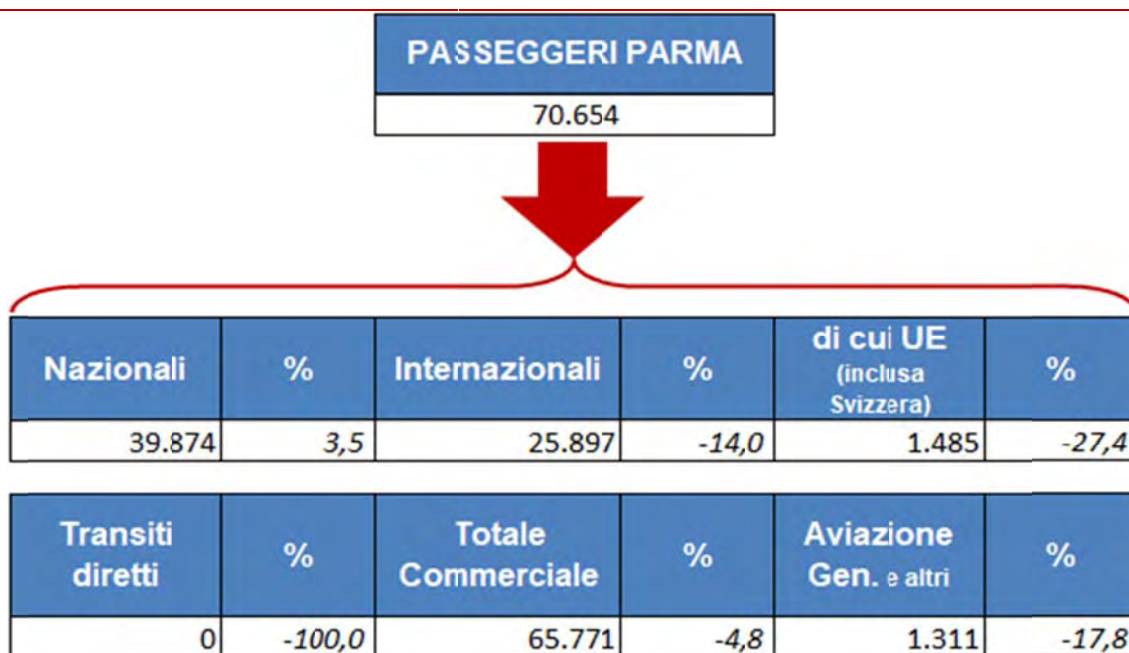 PASSEGGERI PARMA
70.654
Nazionali % Internazionali % di cui UE (inclusa Svizzera) %
39.874 3,5 25.897 -14,0 1.485 -27,4
Transiti diretti % Totale Commerciale % Aviazione Gen. e altri %
0 -100,0 65.771 -4,8 1.311 -17,8